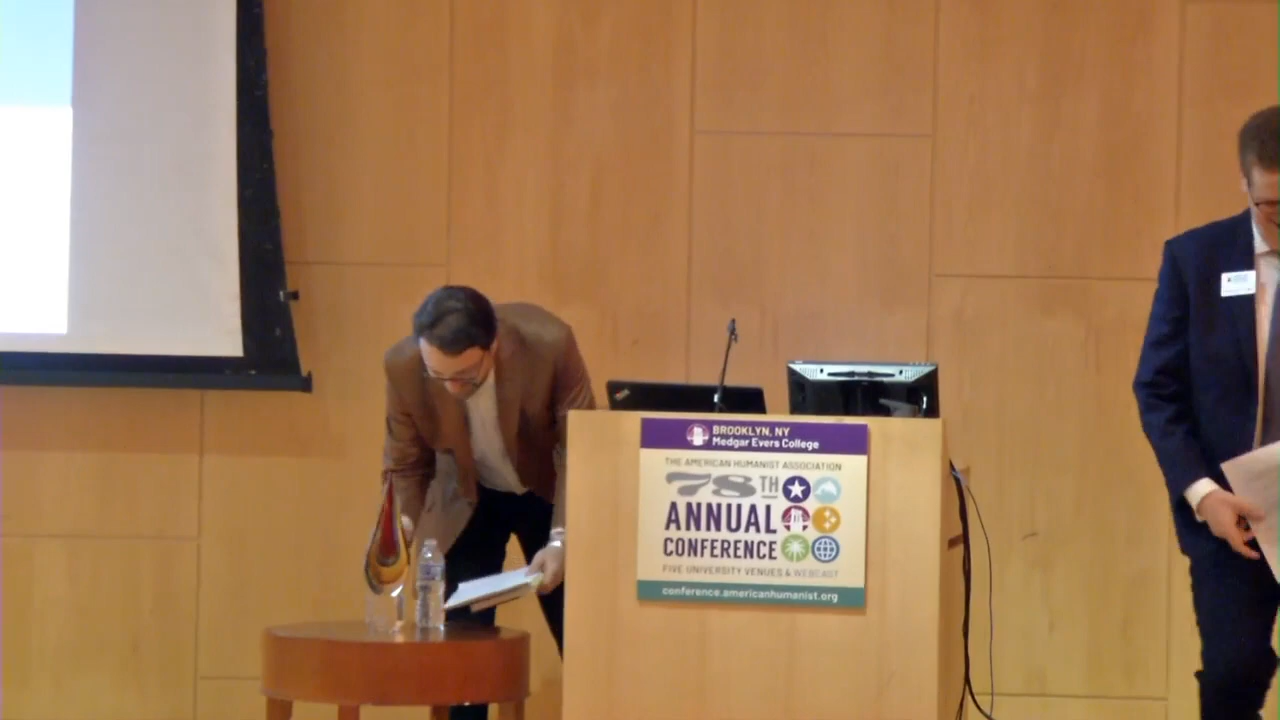 BROOKLYN, NY
Medgar Evers College
THE AMERICAN HUMANIST ASSOCIATION
78TH
ANNUAL
CONFERENCE
FIVE UNIVERSITY VENUES & WEBCAST
conference.americanhumanist.org